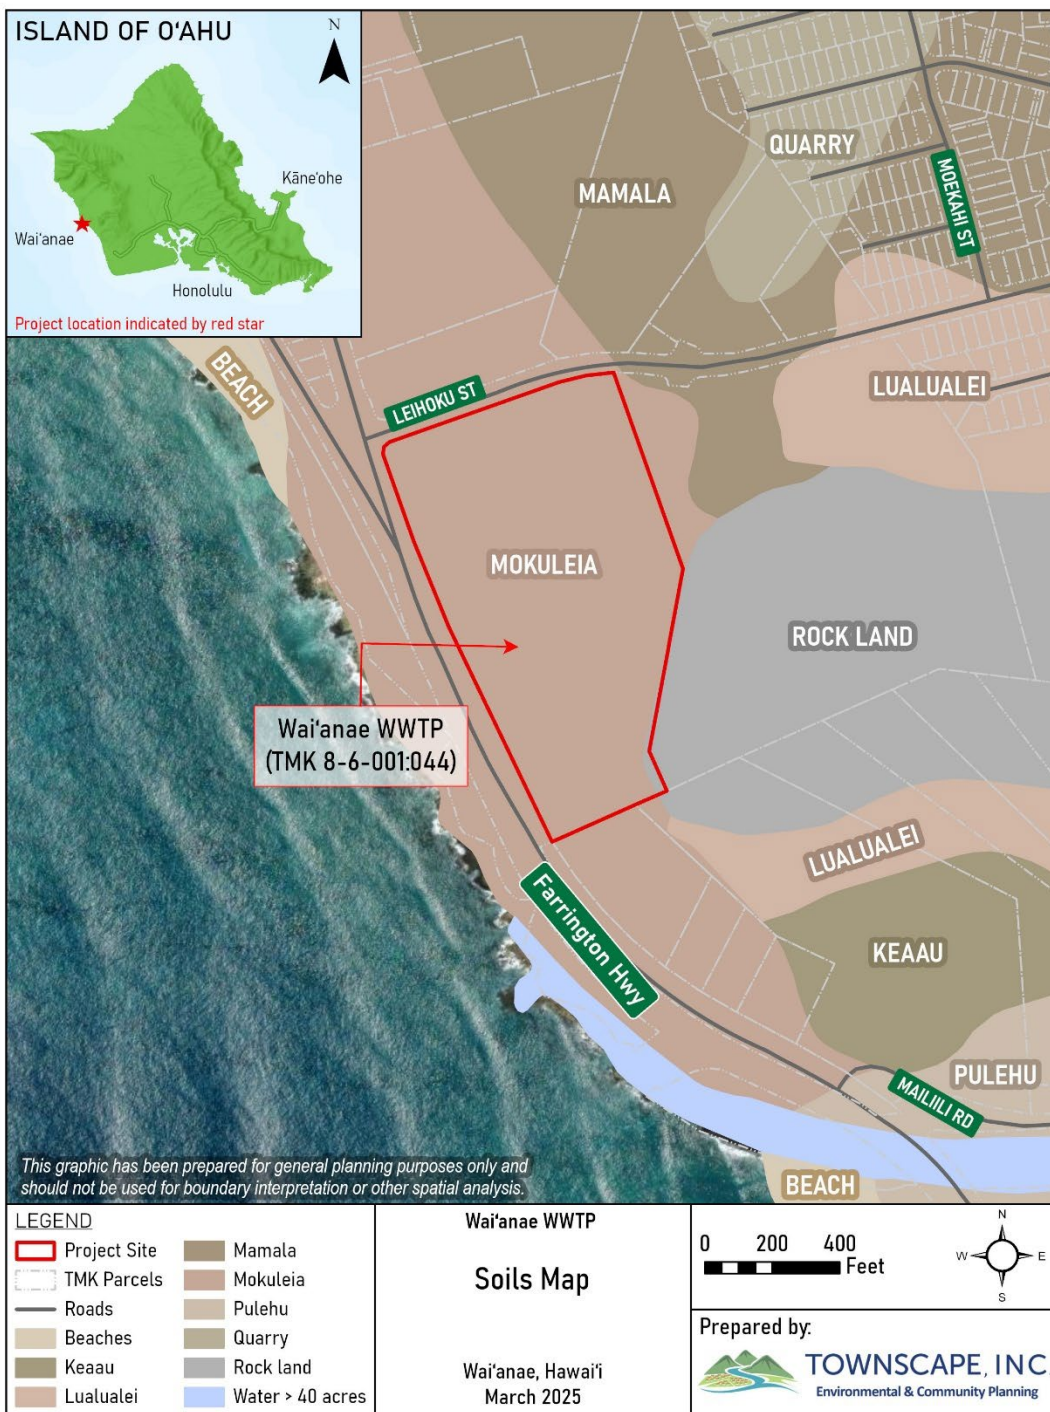 ISLAND OF OʻAHU
N
Kāneʻohe
Waiʻanae
Honolulu
Project location indicated by red star
QUARRY
MAMALA
MOEKAHI ST
BEACH
LEIHOKU ST
LUALUALEI
MOKULEIA
ROCK LAND
Waiʻanae WWTP
(TMK 8-6-001:044)
LUALUALEI
Farrington Hwy
KEAAU
PULEHU
MAILIILI RD
BEACH
This graphic has been prepared for general planning purposes only and
should not be used for boundary interpretation or other spatial analysis.
LEGEND
Project Site
TMK Parcels
Roads
Beaches
Keaau
Lualualei
Mamala
Mokuleia
Pulehu
Quarry
Rock land
Water > 40 acres
Waiʻanae WWTP
Soils Map
Waiʻanae, Hawaiʻi
March 2025
0 200 400
Feet
N
W E
S
Prepared by:
TOWNSCAPE, INC.
Environmental & Community Planning